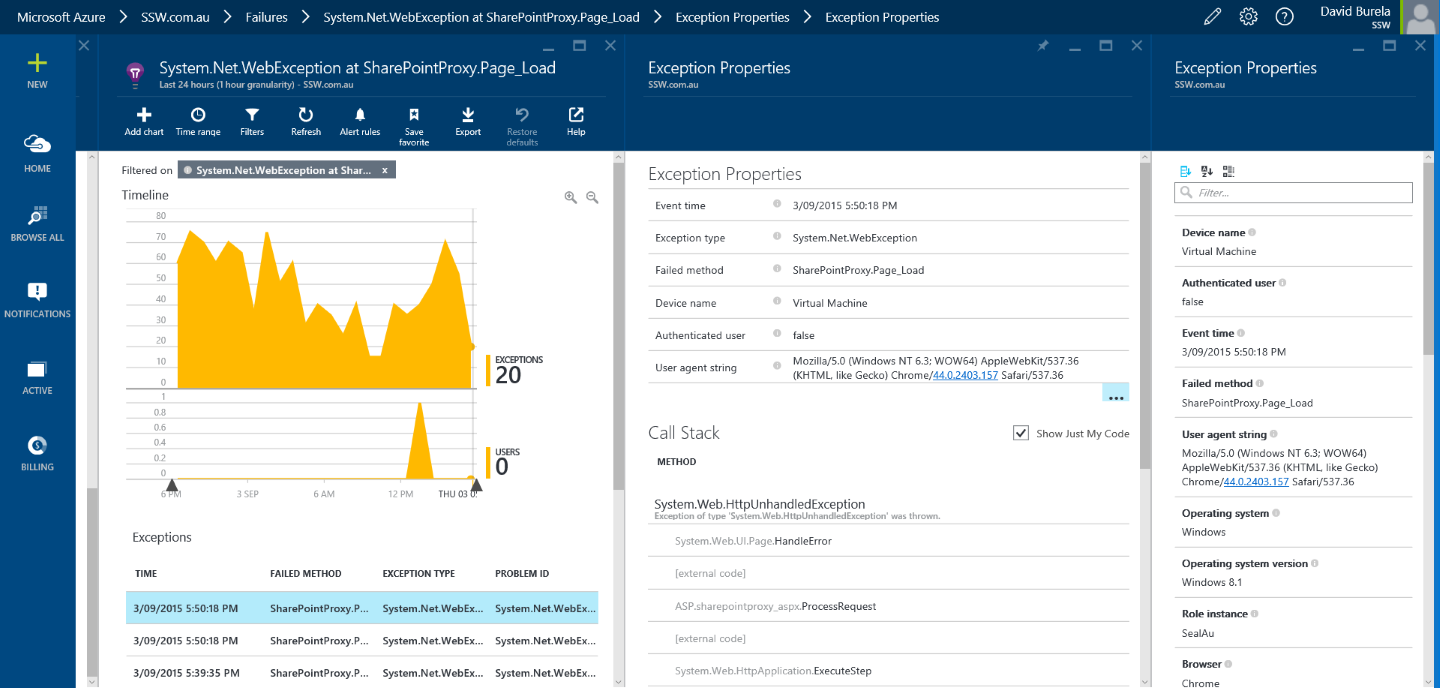 Microsoft Azure > SSW.com.au > Failures > System.Net.WebException at SharePointProxy.Page_Load > Exception Properties > Exception Properties
David Burela
SSW
NEW
HOME
BROWSE ALL
NOTIFICATIONS
ACTIVE
BILLING
System.Net.WebException at SharePointProxy.Page_Load
Last 24 hours (1 hour granularity) - SSW.com.au
Add chart
Time range
Filters
Refresh
Alert rules
Save favorite
Export
Restore defaults
Help
Filtered on System.Net.WebException at Shar... x
Timeline
80
70
60
50
40
30
20
10
0
EXCEPTIONS
20
1
0.8
0.6
0.4
0.2
0
USERS
0
6 PM 3 SEP 6 AM 12 PM THU 03 0
Exceptions
TIME FAILED METHOD EXCEPTION TYPE PROBLEM ID
3/09/2015 5:50:18 PM SharePointProxy.P... System.Net.WebEx... System.Net.WebEx...
3/09/2015 5:50:18 PM SharePointProxy.P... System.Net.WebEx... System.Net.WebEx...
3/09/2015 5:39:35 PM SharePointProxy.P... System.Net.WebEx... System.Net.WebEx...
Exception Properties
SSW.com.au
Exception Properties
Event time 3/09/2015 5:50:18 PM
Exception type System.Net.WebException
Failed method SharePointProxy.Page_Load
Device name Virtual Machine
Authenticated user false
User agent string Mozilla/5.0 (Windows NT 6.3; WOW64) AppleWebKit/537.36
(KHTML, like Gecko) Chrome/44.0.2403.157 Safari/537.36
...
Call Stack
Show Just My Code
METHOD
System.Web.HttpUnhandledException
Exception of type 'System.Web.HttpUnhandledException' was thrown.
System.Web.UI.Page.HandleError
[external code]
ASP.sharepointproxy_aspx.ProcessRequest
[external code]
System.Web.HttpApplication.ExecuteStep
Exception Properties
SSW.com.au
Filter...
Device name
Virtual Machine
Authenticated user
false
Event time
3/09/2015 5:50:18 PM
Failed method
SharePointProxy.Page_Load
User agent string
Mozilla/5.0 (Windows NT 6.3; WOW64)
AppleWebKit/537.36 (KHTML, like Gecko)
Chrome/44.0.2403.157 Safari/537.36
Operating system
Windows
Operating system version
Windows 8.1
Role instance
SealAu
Browser
Chrome